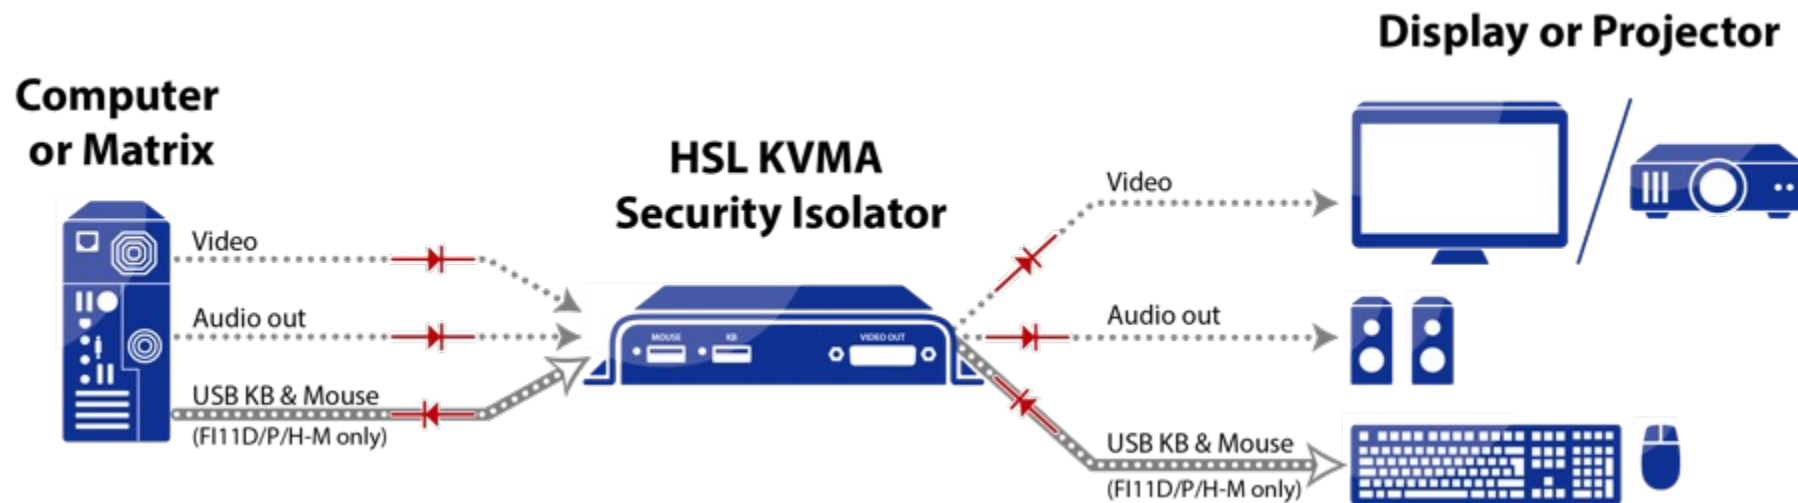 Display or Projector
Computer
or Matrix
HSL KVMA
Security Isolator
Video
Audio out
USB KB & Mouse
(FI11D/P/H-M only)
MOUSE
KB
VIDEO OUT
Video
Audio out
USB KB & Mouse
(FI11D/P/H-M only)